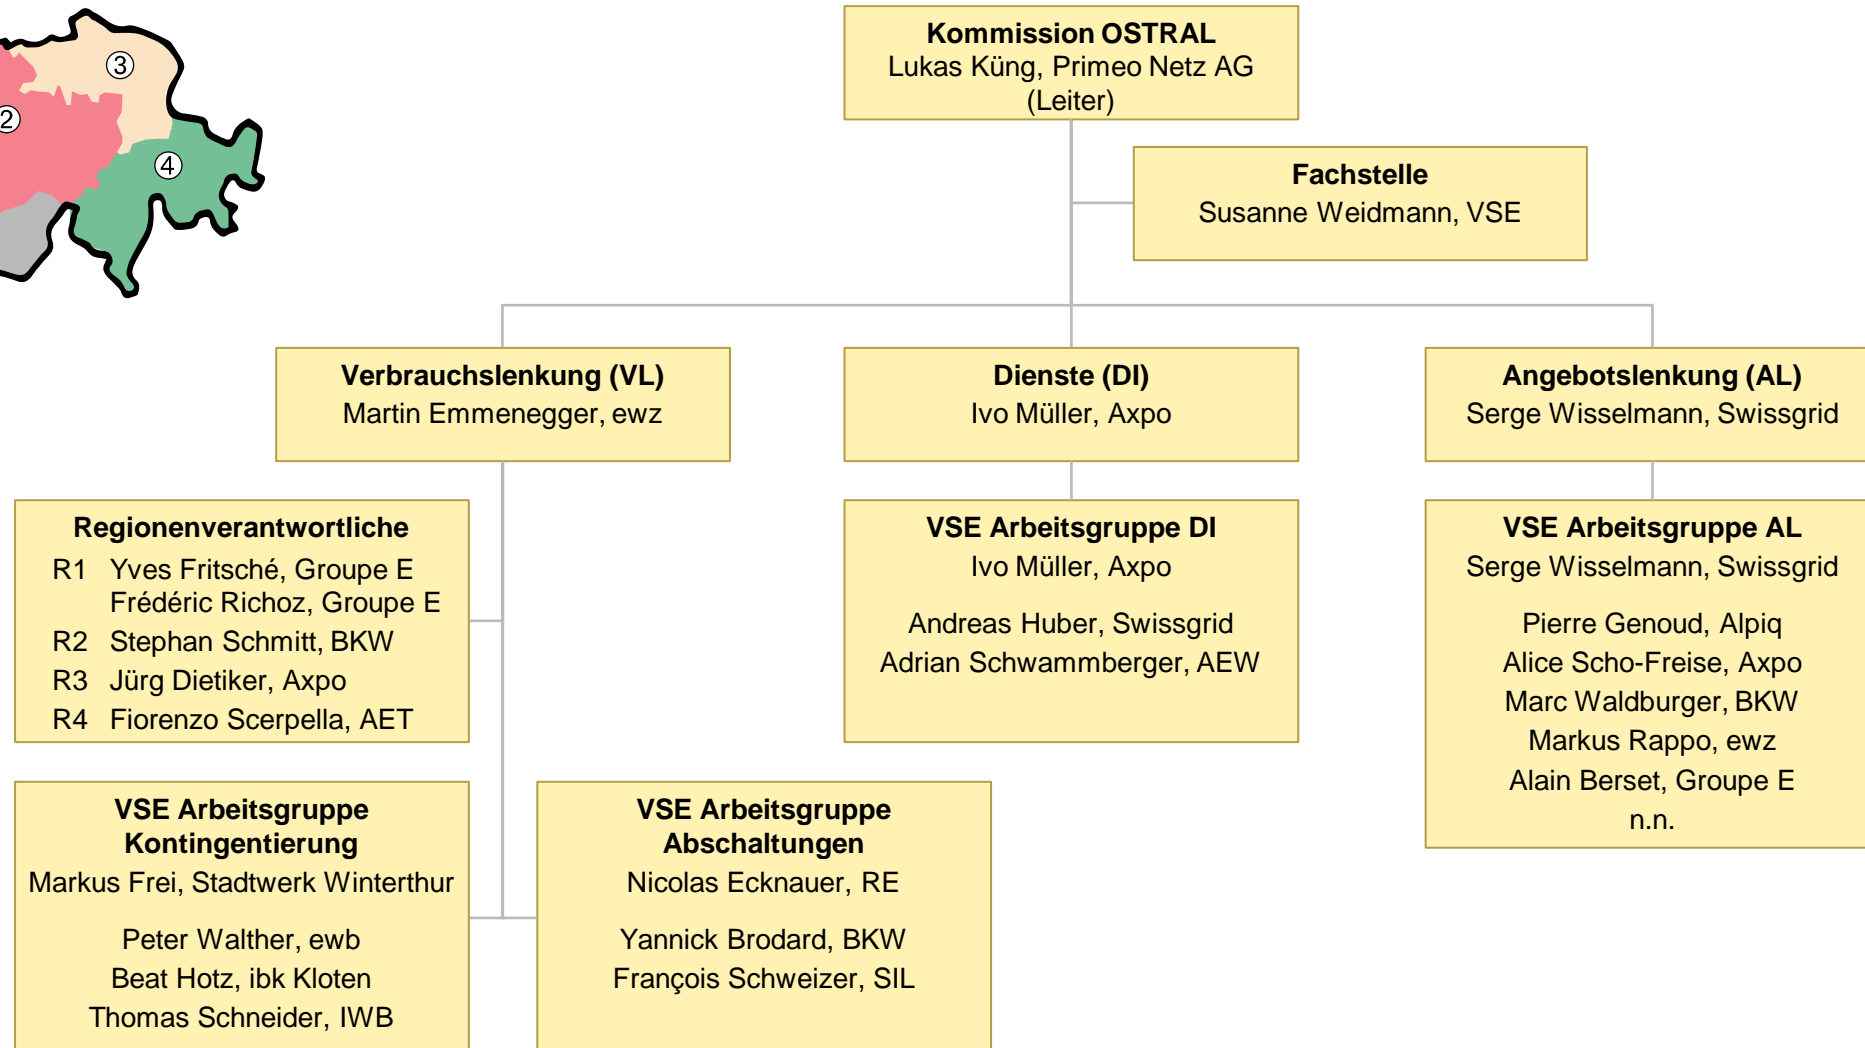 3
2
4
Kommission OSTRAL
Lukas Küng, Primeo Netz AG
(Leiter)
Fachstelle
Susanne Weidmann, VSE
Verbrauchslenkung (VL)
Martin Emmenegger, ewz
Dienste (DI)
Ivo Müller, Axpo
Angebotslenkung (AL)
Serge Wisselmann, Swissgrid
Regionenverantwortliche
R1 Yves Fritsché, Groupe E
Frédéric Richoz, Groupe E
R2 Stephan Schmitt, BKW
R3 Jürg Dietiker, Axpo
R4 Fiorenzo Scerpella, AET
VSE Arbeitsgruppe DI
Ivo Müller, Axpo
Andreas Huber, Swissgrid
Adrian Schwammberger, AEW
VSE Arbeitsgruppe AL
Serge Wisselmann, Swissgrid
Pierre Genoud, Alpiq
Alice Scho-Freise, Axpo
Marc Waldburger, BKW
Markus Rappo, ewz
Alain Berset, Groupe E
n.n.
VSE Arbeitsgruppe
Kontingentierung
Markus Frei, Stadtwerk Winterthur
Peter Walther, ewb
Beat Hotz, ibk Kloten
Thomas Schneider, IWB
VSE Arbeitsgruppe
Abschaltungen
Nicolas Ecknauer, RE
Yannick Brodard, BKW
François Schweizer, SIL